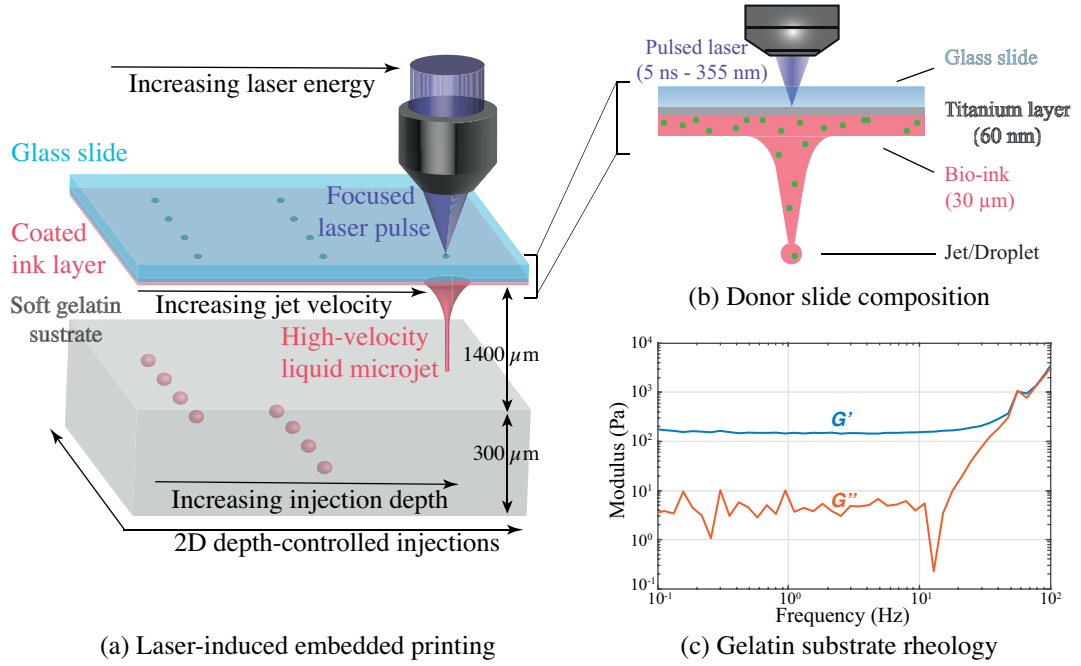 Increasing laser energy
Glass slide
Focused
laser pulse
Coated
ink layer
Increasing jet velocity
Soft gelatin
sustrate
High-velocity
liquid microjet
1400 µm
300 µm
Increasing injection depth
2D depth-controlled injections
(a) Laser-induced embedded printing
Pulsed laser
(5 ns - 355 nm)
Glass slide
Titanium layer
(60 nm)
Bio-ink
(30 µm)
Jet/Droplet
(b) Donor slide composition
Modulus (Pa)
10⁴
10³
10²
10¹
10⁰
10⁻¹
G'
G''
10⁻¹ 10⁰ 10¹ 10²
Frequency (Hz)
(c) Gelatin substrate rheology